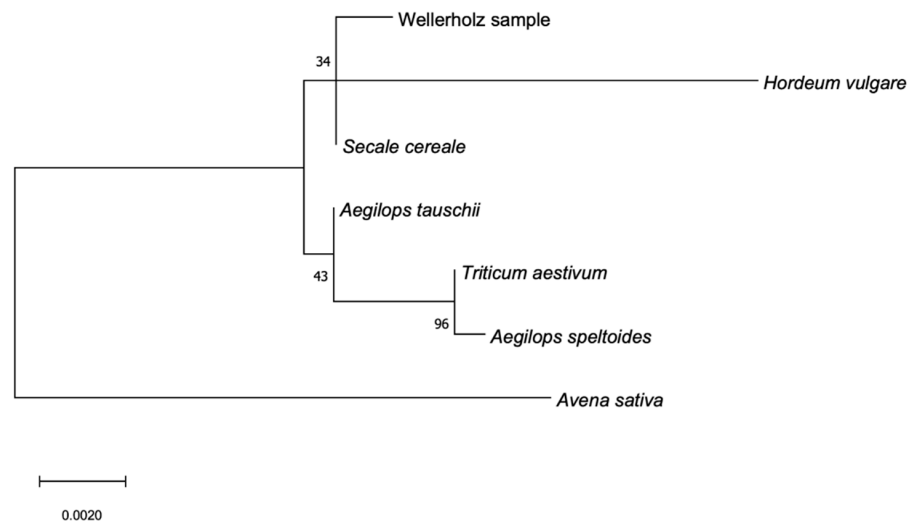 Wellerholz sample
34
Hordeum vulgare
Secale cereale
Aegilops tauschii
43
Triticum aestivum
96
Aegilops speltoides
Avena sativa
0.0020